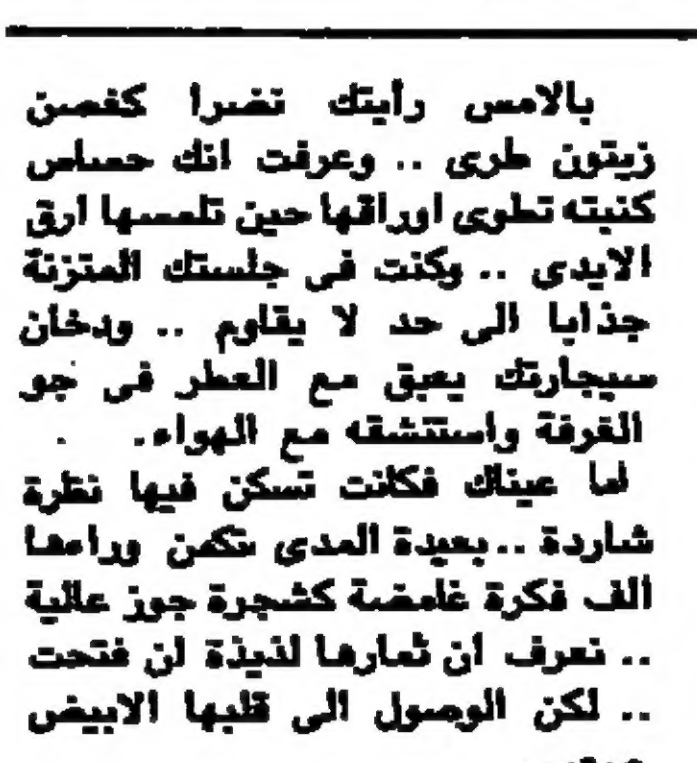 بالامس رأيتك نضرا كغصن
زيتون طرى .. وعرفت انك حساس
كنبته تطوى اوراقها حين تلمسها ارق
الايدى .. وكنت فى جلستك المتزنة
جذابا الى حد لا يقاوم .. ودخان
سيجارتك يعبق مع العطر فى جو
الغرفة واستنشقه مع الهواء.
اما عيناك فكانت تسكن فيها نظرة
شاردة .. بعيدة المدى تكمن وراءها
الف فكرة غامضة كشجرة جوز عالية
.. نعرف ان ثمارها لذيذة لن فتحت
.. لكن الوصول الى قلبها الابيض